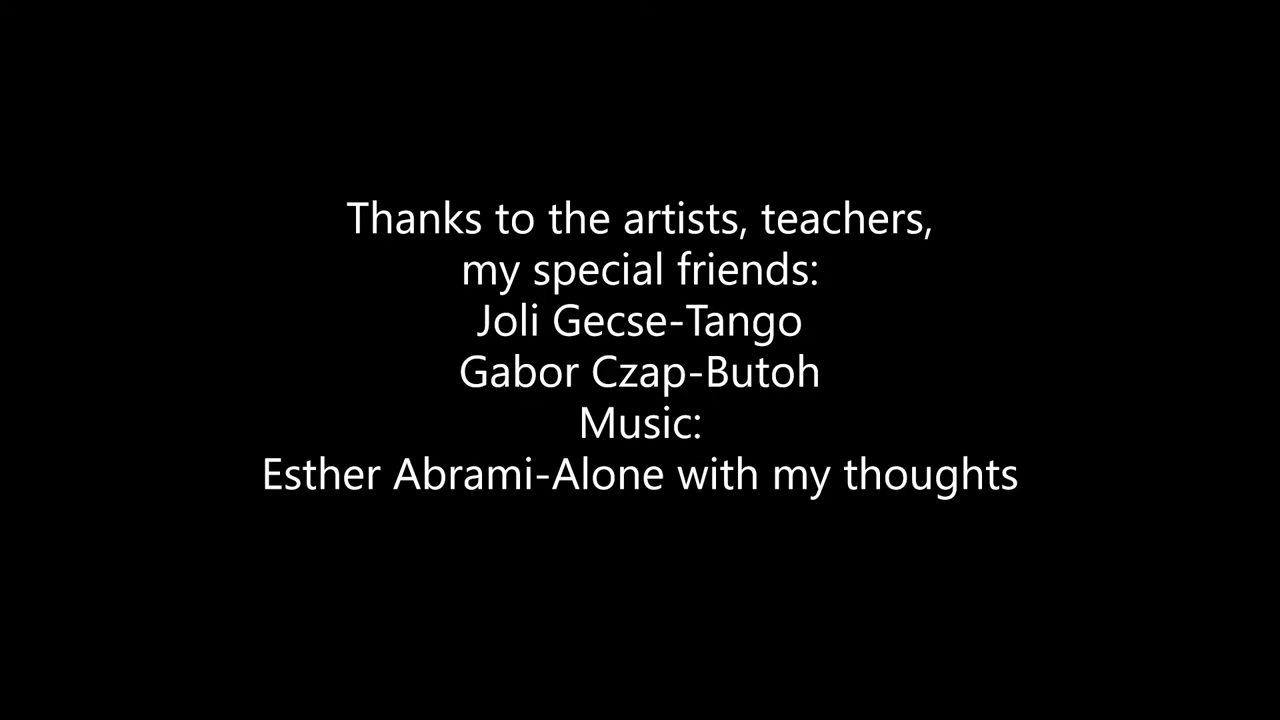 Thanks to the artists, teachers,
my special friends:
Joli Gecse-Tango
Gabor Czap-Butoh
Music:
Esther Abrami-Alone with my thoughts